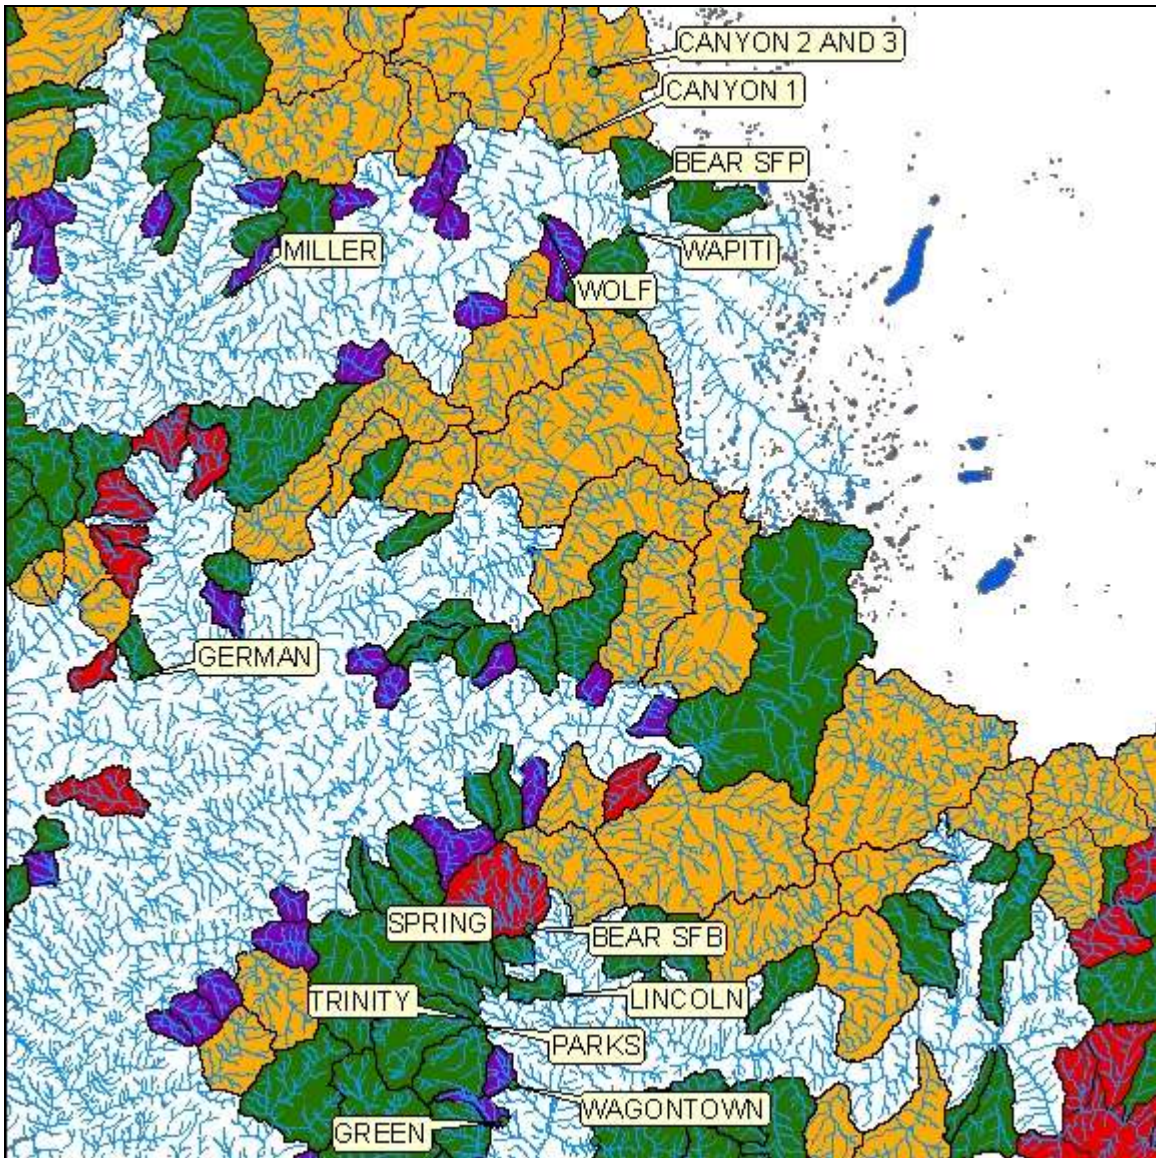 CANYON 2 AND 3
CANYON 1
BEAR SFP
MILLER
WAPITI
WOLF
GERMAN
SPRING
BEAR SFB
TRINITY
LINCOLN
PARKS
WAGONTOWN
GREEN